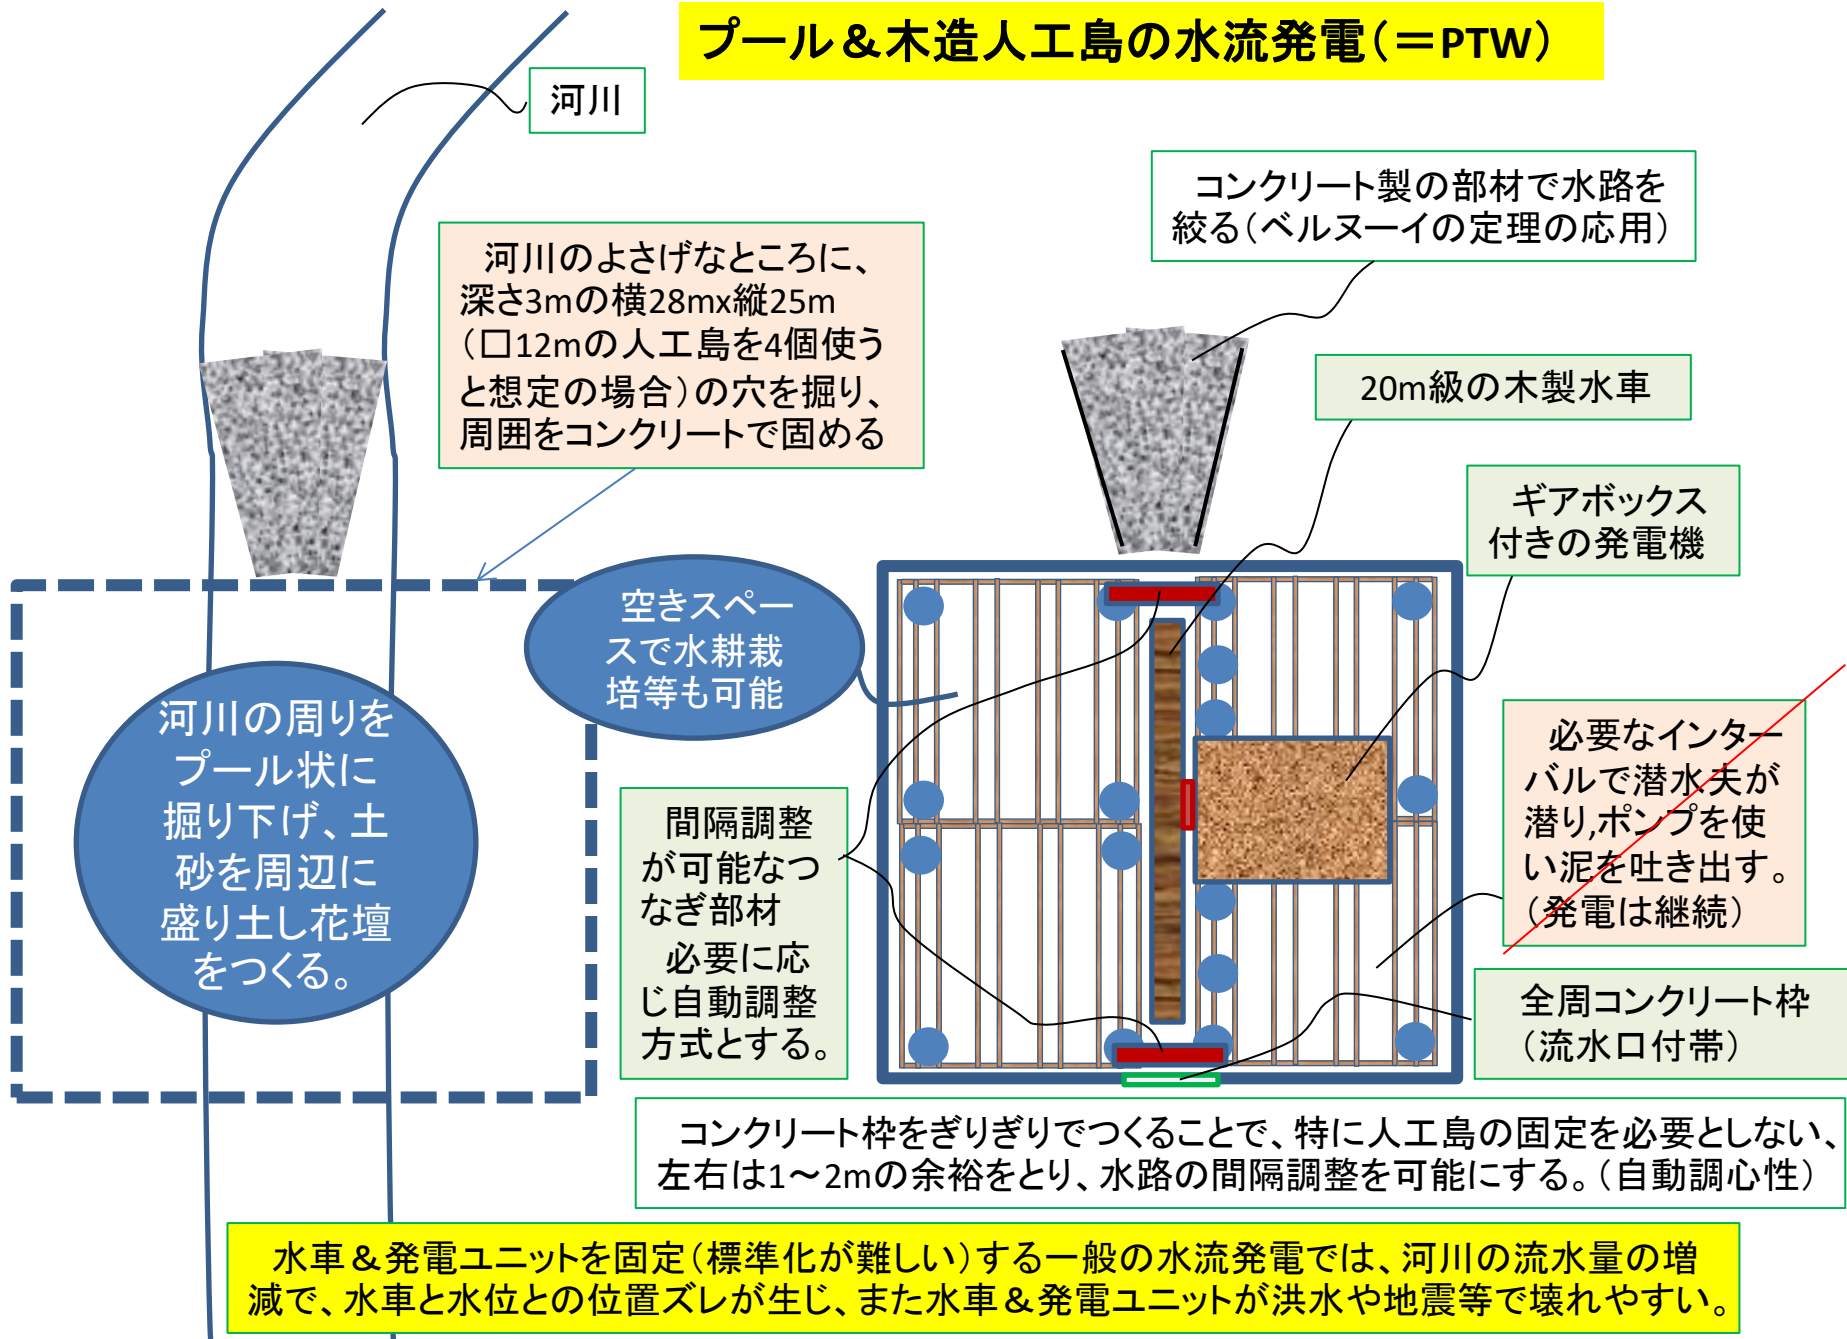 プール＆木造人工島の水流発電（＝PTW）
河川
コンクリート製の部材で水路を
絞る（ベルヌーイの定理の応用）
河川のよさげなところに、
深さ3mの横28mx縦25m
（口12mの人工島を4個使う
と想定の場合）の穴を掘り、
周囲をコンクリートで固める
20m級の木製水車
ギアボックス
付きの発電機
空きスペー
スで水耕栽
培等も可能
河川の周りを
プール状に
掘り下げ、土
砂を周辺に
盛り土し花壇
をつくる。
必要なインター
バルで潜水夫が
潜り,ポンプを使
い泥を吐き出す。
（発電は継続）
間隔調整
が可能なつ
なぎ部材
必要に応
じ自動調整
方式とする。
全周コンクリート枠
（流水口付帯）
コンクリート枠をぎりぎりでつくることで、特に人工島の固定を必要としない、
左右は1～2mの余裕をとり、水路の間隔調整を可能にする。（自動調心性）
水車＆発電ユニットを固定（標準化が難しい）する一般の水流発電では、河川の流水量の増
減で、水車と水位との位置ズレが生じ、また水車＆発電ユニットが洪水や地震等で壊れやすい。